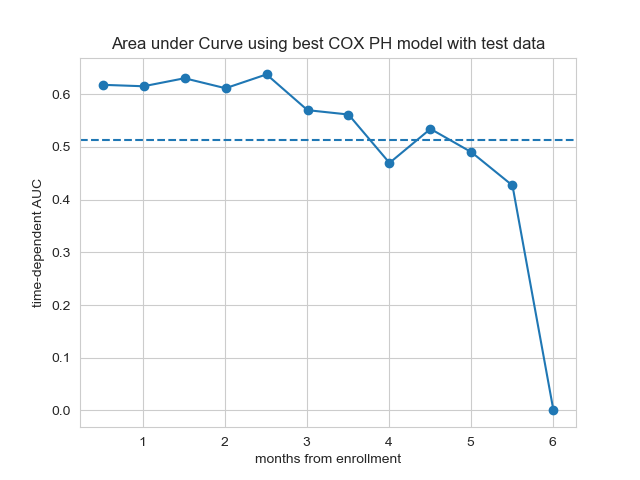 Area under Curve using best COX PH model with test data
time-dependent AUC
0.6
0.5
0.4
0.3
0.2
0.1
0.0
1 2 3 4 5 6
months from enrollment